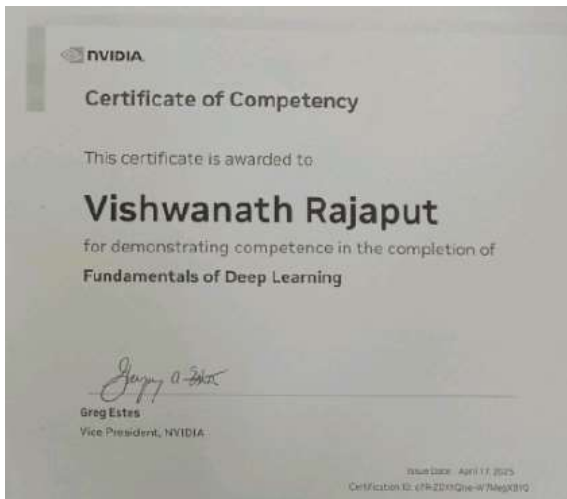 NVIDIA
Certificate of Competency
This certificate is awarded to
Vishwanath Rajaput
for demonstrating competence in the completion of
Fundamentals of Deep Learning
Greg Estes
Vice President, NVIDIA
Issue Date: April 17, 2025
Certification ID: